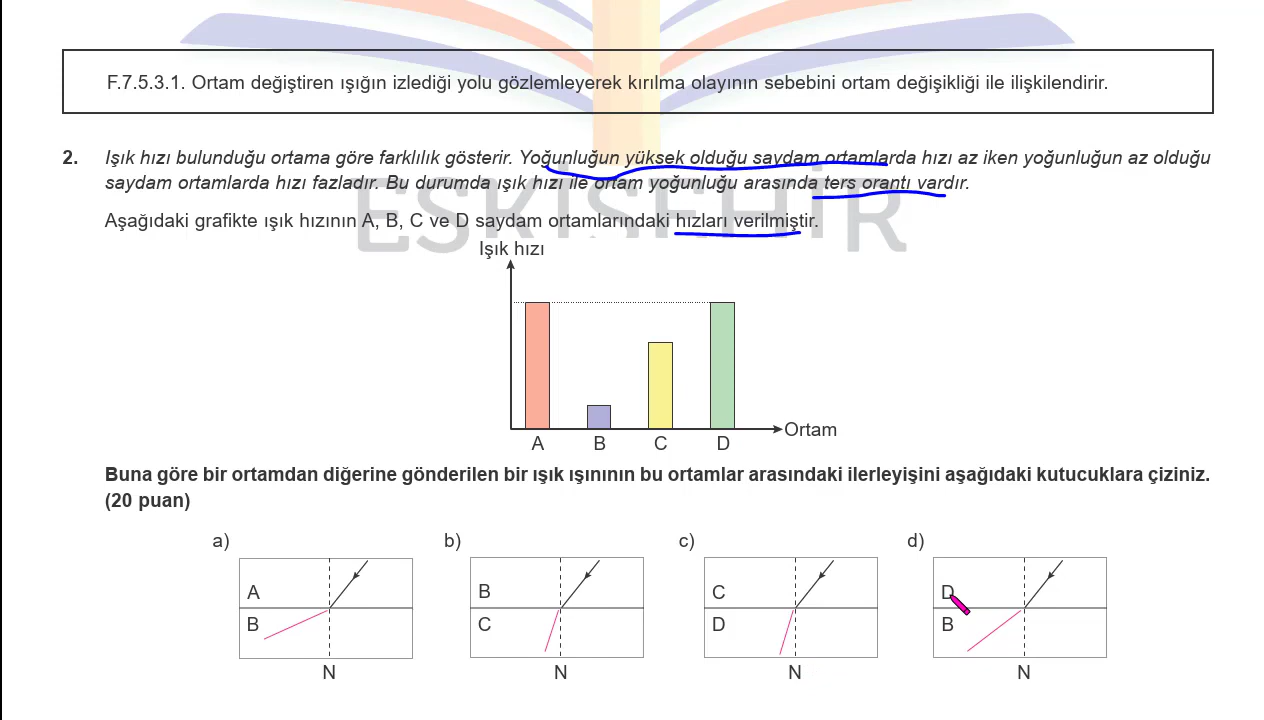 F.7.5.3.1. Ortam değiştiren ışığın izlediği yolu gözlemleyerek kırılma olayının sebebini ortam değişikliği ile ilişkilendirir.
2. Işık hızı bulunduğu ortama göre farklılık gösterir. Yoğunluğun yüksek olduğu saydam ortamlarda hızı az iken yoğunluğun az olduğu
saydam ortamlarda hızı fazladır. Bu durumda ışık hızı ile ortam yoğunluğu arasında ters orantı vardır.
Aşağıdaki grafikte ışık hızının A, B, C ve D saydam ortamlarındaki hızları verilmiştir.
ESKİŞEHİR
Işık hızı
Ortam
A B C D
Buna göre bir ortamdan diğerine gönderilen bir ışık ışınının bu ortamlar arasındaki ilerleyişini aşağıdaki kutucuklara çiziniz.
(20 puan)
a) b) c) d)
A B C D
B C D B
N N N N